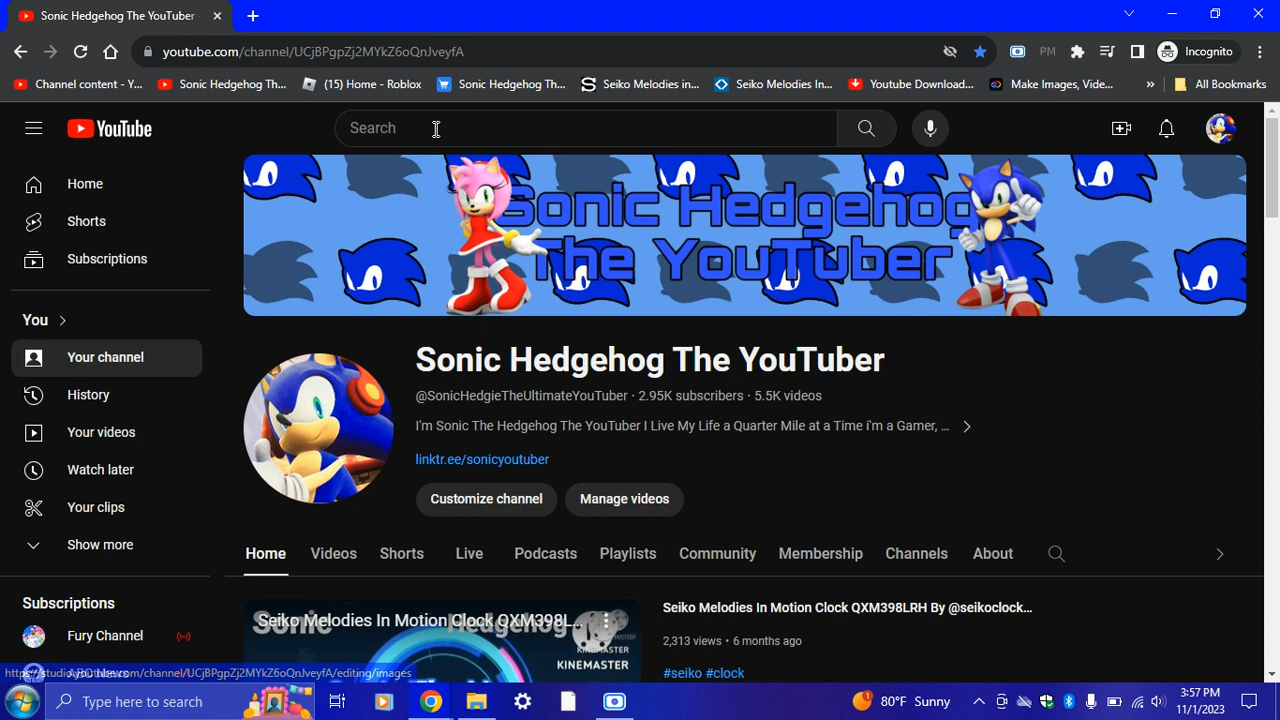 Sonic Hedgehog The YouTuber -
youtube.com/channel/UCjBPgpZj2MYkZ6oQnJveyfA
PM
Incognito
Channel content - Y...
Sonic Hedgehog Th...
(15) Home - Roblox
Sonic Hedgehog Th...
Seiko Melodies in...
Seiko Melodies In...
Youtube Download...
Make Images, Vide...
All Bookmarks
YouTube
Search
Home
Shorts
Subscriptions
You
Your channel
History
Your videos
Watch later
Your clips
Show more
Subscriptions
Fury Channel
Sonic Hedgehog
The YouTuber
Sonic Hedgehog The YouTuber
@SonicHedgieTheUltimateYouTuber · 2.95K subscribers · 5.5K videos
I'm Sonic The Hedgehog The YouTuber I Live My Life a Quarter Mile at a Time i'm a Gamer, ...
linktr.ee/sonicyoutuber
Customize channel
Manage videos
Home
Videos
Shorts
Live
Podcasts
Playlists
Community
Membership
Channels
About
Seiko Melodies In Motion Clock QXM398L...
KINEMASTER
KINEMASTER
Seiko Melodies In Motion Clock QXM398LRH By @seikoclock...
2,313 views · 6 months ago
#seiko #clock
https://studio.youtube.com/channel/UCjBPgpZj2MYkZ6oQnJveyfA/editing/images
Type here to search
80°F Sunny
3:57 PM
11/1/2023